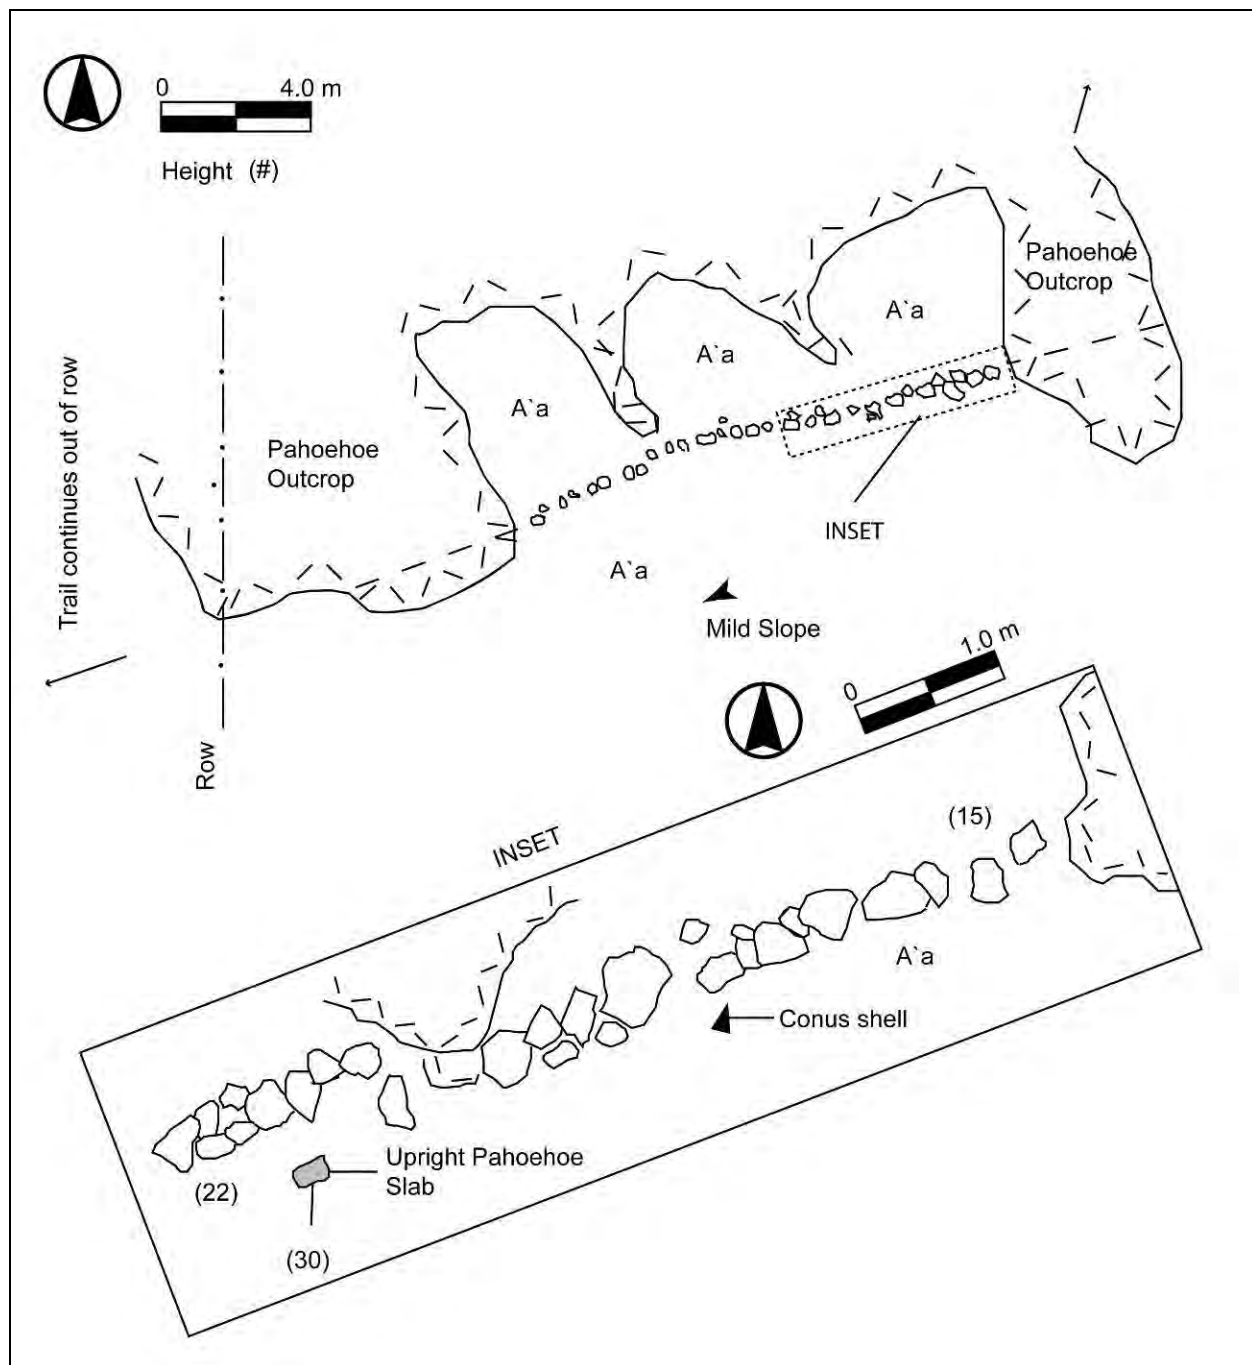 0 4.0 m
Height (#)
Pahoehoe
Outcrop
A`a
A`a
A`a
Pahoehoe
Outcrop
INSET
A`a
Mild Slope
Trail continues out of row
Row
0 1.0 m
INSET
(15)
A`a
Conus shell
Upright Pahoehoe
Slab
(22)
(30)